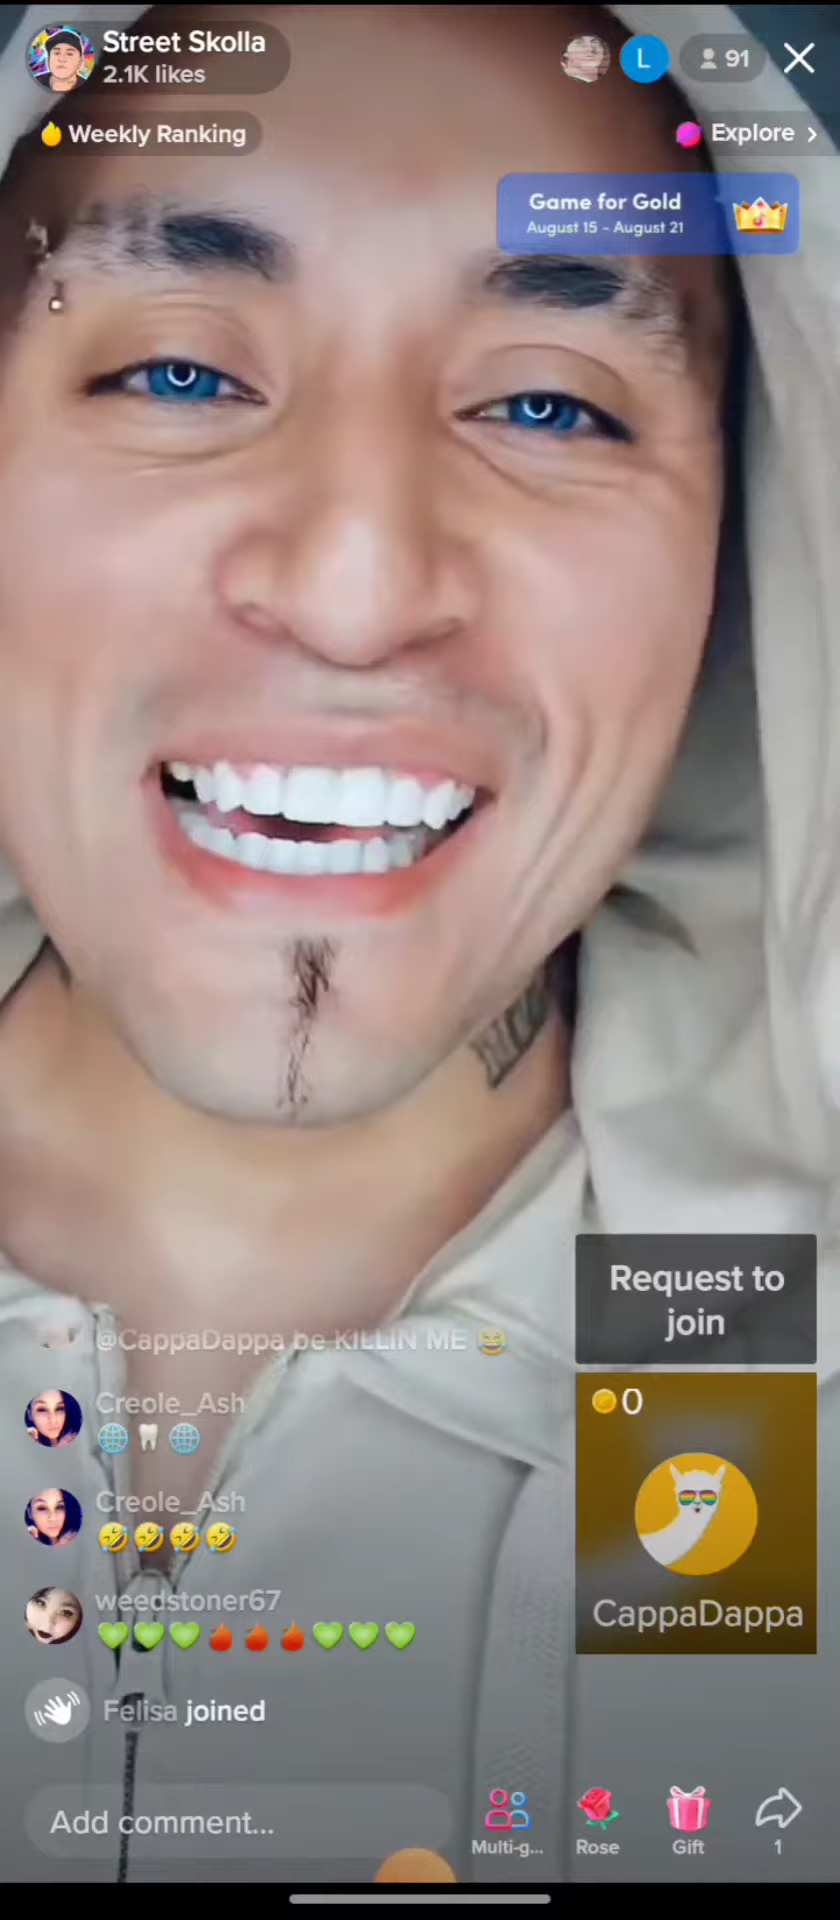 Street Skolla
2.1K likes
L
91
Weekly Ranking
Explore >
Game for Gold
August 15 - August 21
Request to
join
@CappaDappa be KILLIN ME 😂
Creole_Ash
🌐🦷🌐
0
Creole_Ash
🤣🤣🤣🤣
weedstoner67
💚💚💚🔥🔥🔥💚💚💚
CappaDappa
Felisa joined
Add comment...
Multi-g...
Rose
Gift
1